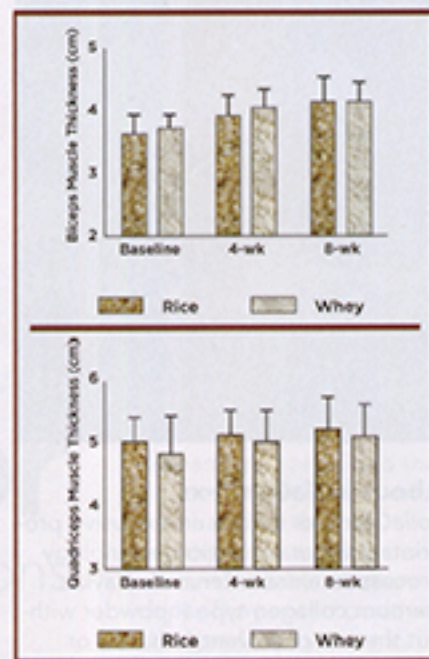 Biceps Muscle Thickness (cm)
5
4
3
2
Baseline 4-wk 8-wk
Rice Whey
Quadriceps Muscle Thickness (cm)
6
5
4
3
Baseline 4-wk 8-wk
Rice Whey